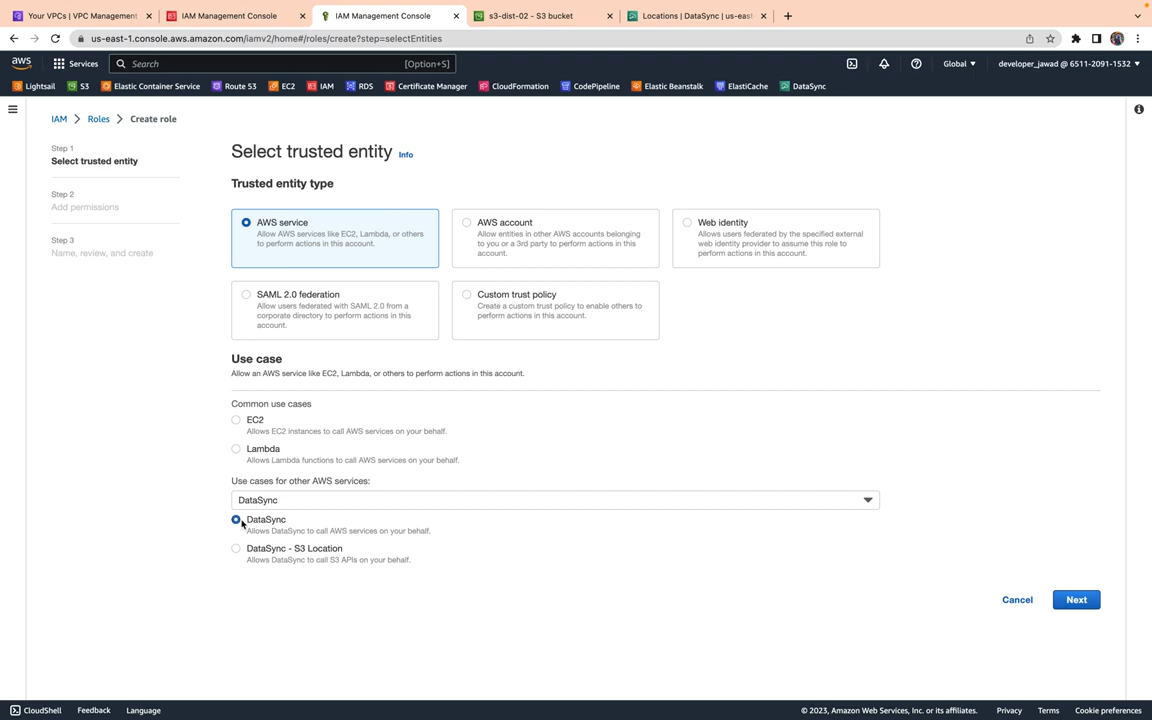 Your VPCs | VPC Management
IAM Management Console
IAM Management Console
s3-dist-02 - S3 bucket
Locations | DataSync | us-east
us-east-1.console.aws.amazon.com/iamv2/home#/roles/create?step=selectEntities
aws
Services
Search
[Option+S]
Global
developer_jawad @ 6511-2091-1532
Lightsail
S3
Elastic Container Service
Route 53
EC2
IAM
RDS
Certificate Manager
CloudFormation
CodePipeline
Elastic Beanstalk
ElastiCache
DataSync
IAM > Roles > Create role
Step 1
Select trusted entity
Step 2
Add permissions
Step 3
Name, review, and create
Select trusted entity Info
Trusted entity type
AWS service
Allow AWS services like EC2, Lambda, or others
to perform actions in this account.
AWS account
Allow entities in other AWS accounts belonging
to you or a 3rd party to perform actions in this
account.
Web identity
Allows users federated by the specified external
web identity provider to assume this role to
perform actions in this account.
SAML 2.0 federation
Allow users federated with SAML 2.0 from a
corporate directory to perform actions in this
account.
Custom trust policy
Create a custom trust policy to enable others to
perform actions in this account.
Use case
Allow an AWS service like EC2, Lambda, or others to perform actions in this account.
Common use cases
EC2
Allows EC2 instances to call AWS services on your behalf.
Lambda
Allows Lambda functions to call AWS services on your behalf.
Use cases for other AWS services:
DataSync
DataSync
Allows DataSync to call AWS services on your behalf.
DataSync - S3 Location
Allows DataSync to call S3 APIs on your behalf.
Cancel
Next
CloudShell
Feedback
Language
© 2023, Amazon Web Services, Inc. or its affiliates.
Privacy
Terms
Cookie preferences